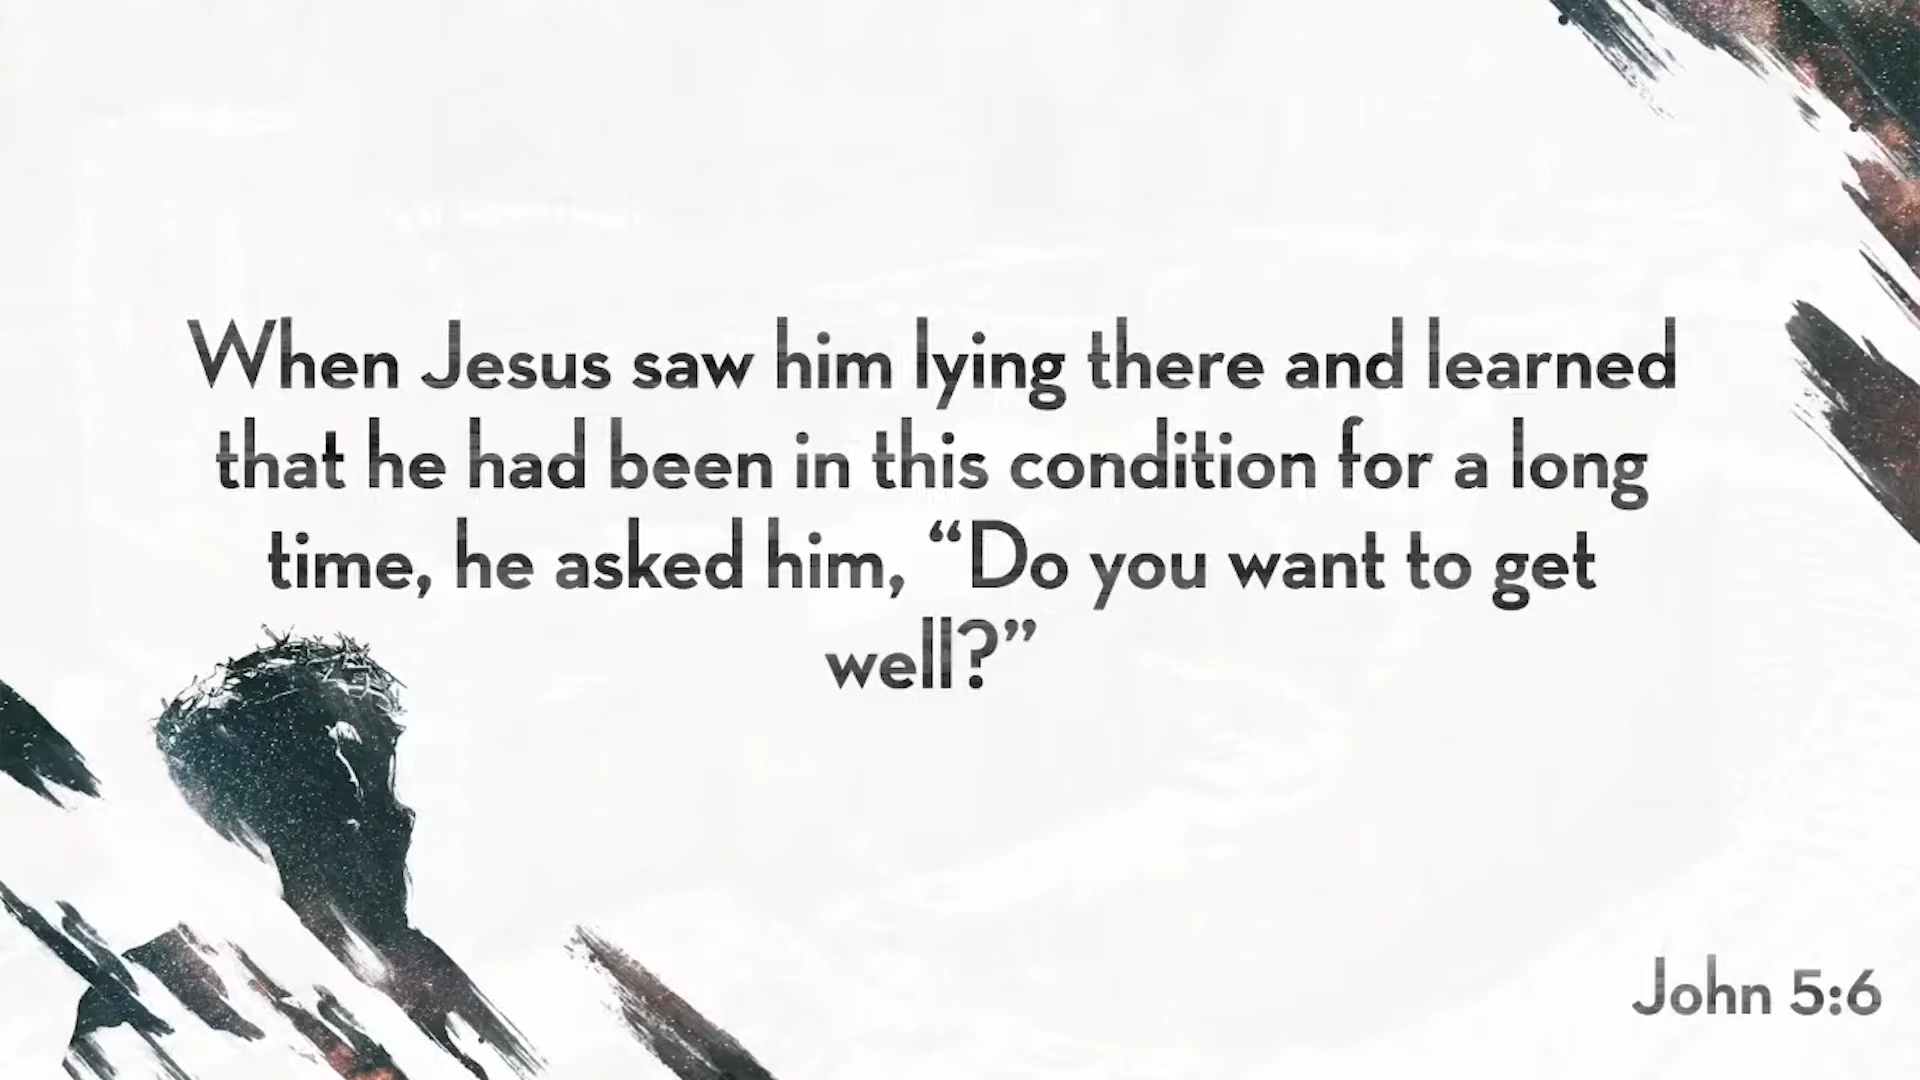 When Jesus saw him lying there and learned
that he had been in this condition for a long
time, he asked him, “Do you want to get
well?”
John 5:6